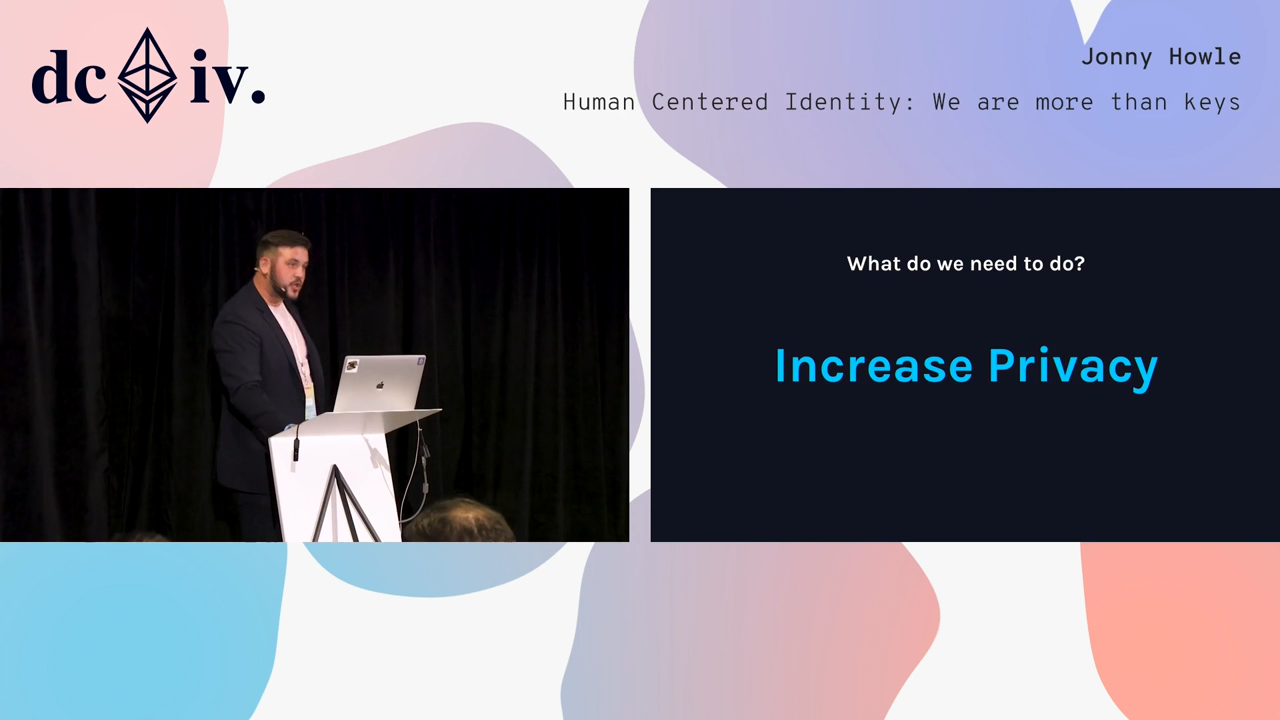 dc iv.
Jonny Howle
Human Centered Identity: We are more than keys
What do we need to do?
Increase Privacy